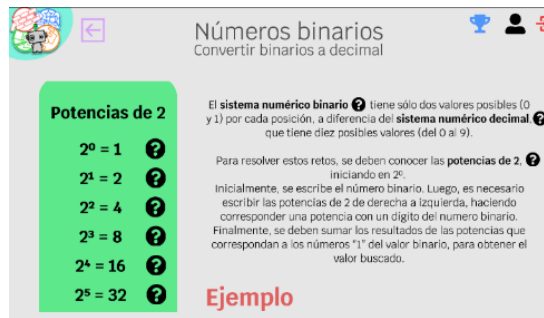 Números binarios
Convertir binarios a decimal
Potencias de 2
2⁰ = 1
2¹ = 2
2² = 4
2³ = 8
2⁴ = 16
2⁵ = 32
El sistema numérico binario ? tiene sólo dos valores posibles (0
y 1) por cada posición, a diferencia del sistema numérico decimal, ?
que tiene diez posibles valores (del 0 al 9).
Para resolver estos retos, se deben conocer las potencias de 2, ?
iniciando en 2⁰.
Inicialmente, se escribe el número binario. Luego, es necesario
escribir las potencias de 2 de derecha a izquierda, haciendo
corresponder una potencia con un dígito del numero binario.
Finalmente, se deben sumar los resultados de las potencias que
correspondan a los números "1" del valor binario, para obtener el
valor buscado.
Ejemplo